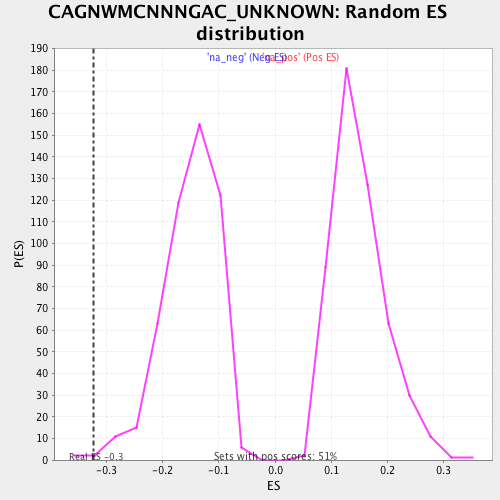 CAGNWMCNNNGAC_UNKNOWN: Random ES
distribution
'na_neg' (Neg ES) 'na_pos' (Pos ES)
190
180
170
160
150
140
130
120
110
100
90
80
70
60
50
40
30
20
10
0
P(ES)
Real ES -0.3 Sets with pos scores: 51%
-0.3 -0.2 -0.1 0.0 0.1 0.2 0.3
ES